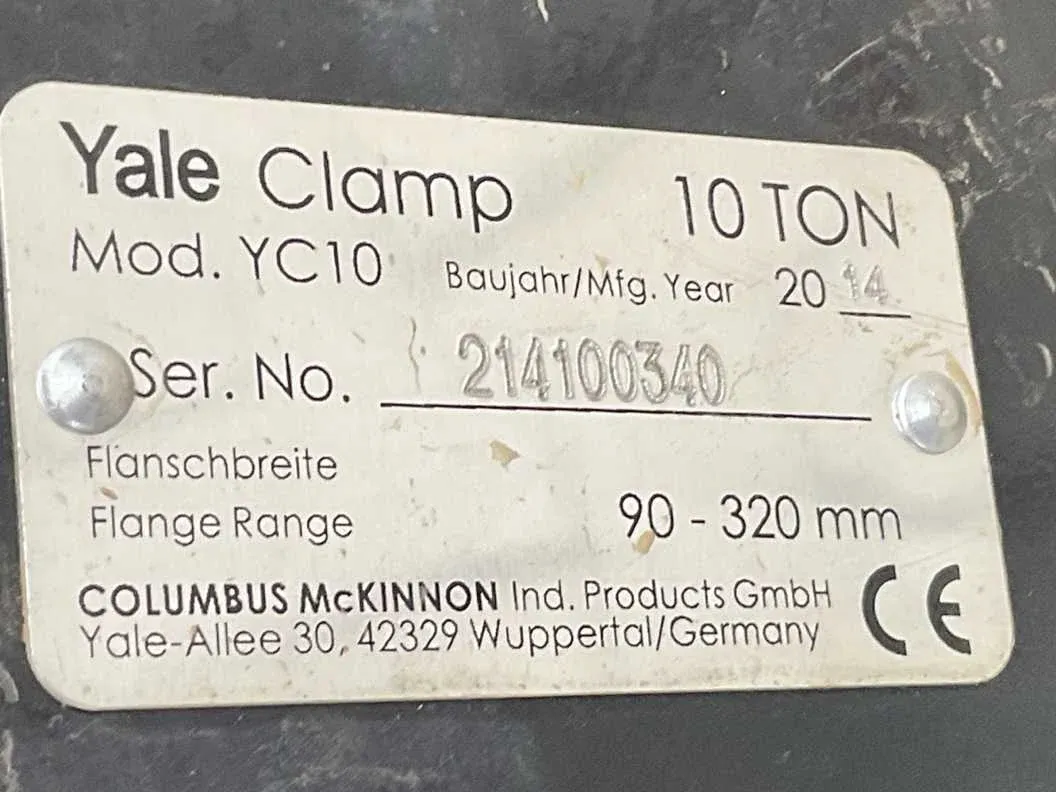 Yale Clamp 10 TON
Mod. YC10 Baujahr/Mfg. Year 20 14
Ser. No. 214100340
Flanschbreite
Flange Range 90 - 320 mm
COLUMBUS McKINNON Ind. Products GmbH
Yale-Allee 30, 42329 Wuppertal/Germany
CE